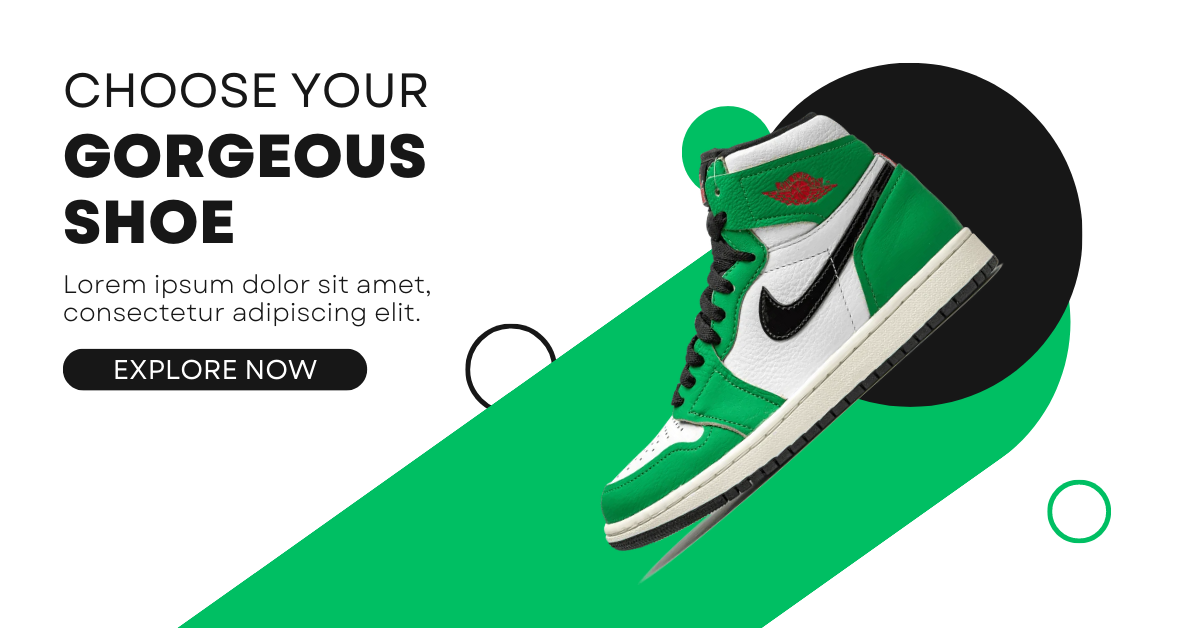 CHOOSE YOUR
GORGEOUS
SHOE
Lorem ipsum dolor sit amet,
consectetur adipiscing elit.
EXPLORE NOW